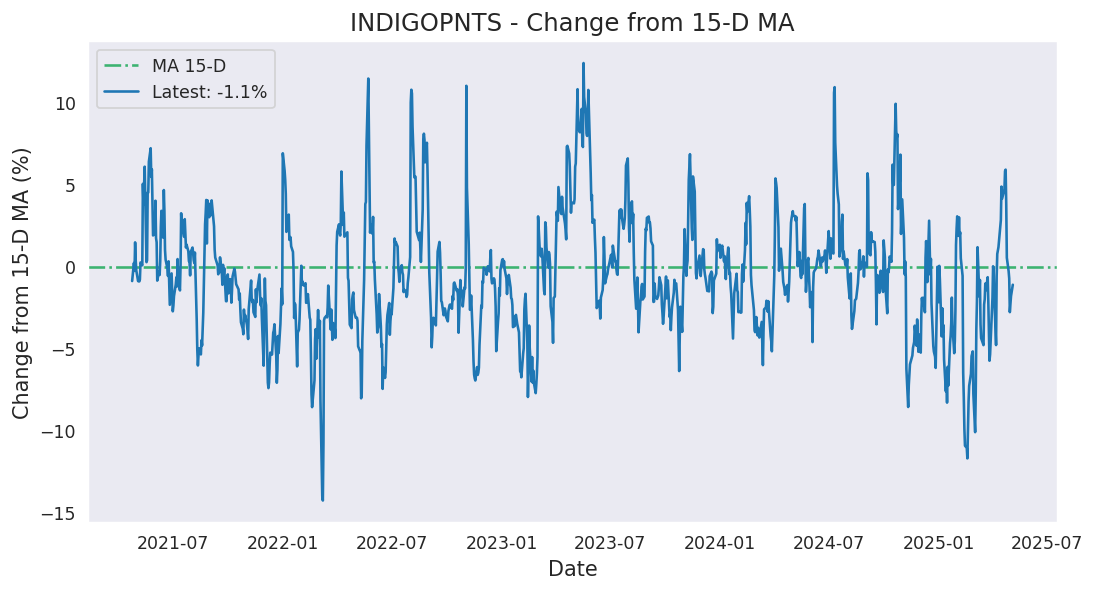 INDIGOPNTS - Change from 15-D MA
MA 15-D
Latest: -1.1%
Change from 15-D MA (%)
10
5
0
−5
−10
−15
2021-07 2022-01 2022-07 2023-01 2023-07 2024-01 2024-07 2025-01 2025-07
Date